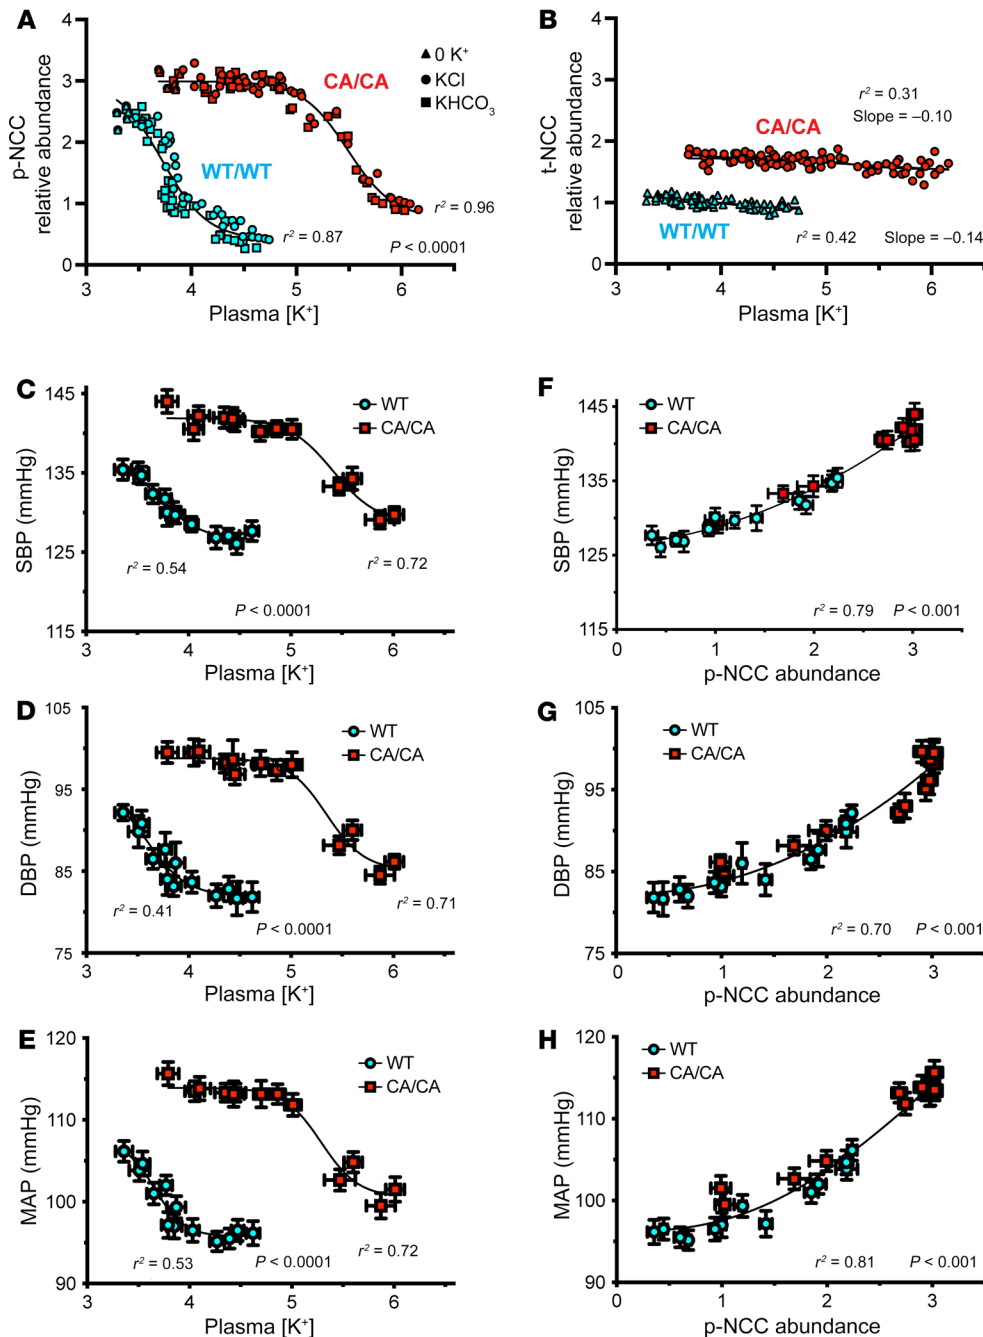 A
4
3
2
1
0
p-NCC
relative abundance
3 4 5 6
Plasma [K⁺]
0 K⁺
KCl
KHCO₃
CA/CA
WT/WT
r² = 0.87
r² = 0.96
P < 0.0001
B
4
3
2
1
0
t-NCC
relative abundance
3 4 5 6
Plasma [K⁺]
r² = 0.31
Slope = –0.10
CA/CA
WT/WT
r² = 0.42
Slope = –0.14
C
145
135
125
115
SBP (mmHg)
3 4 5 6
Plasma [K⁺]
WT
CA/CA
r² = 0.54
r² = 0.72
P < 0.0001
F
145
135
125
115
SBP (mmHg)
0 1 2 3
p-NCC abundance
WT
CA/CA
r² = 0.79
P < 0.001
D
105
95
85
75
DBP (mmHg)
3 4 5 6
Plasma [K⁺]
WT
CA/CA
r² = 0.41
r² = 0.71
P < 0.0001
G
105
95
85
75
DBP (mmHg)
0 1 2 3
p-NCC abundance
WT
CA/CA
r² = 0.70
P < 0.001
E
120
110
100
90
MAP (mmHg)
3 4 5 6
Plasma [K⁺]
WT
CA/CA
r² = 0.53
P < 0.0001
r² = 0.72
H
120
110
100
90
MAP (mmHg)
0 1 2 3
p-NCC abundance
WT
CA/CA
r² = 0.81
P < 0.001